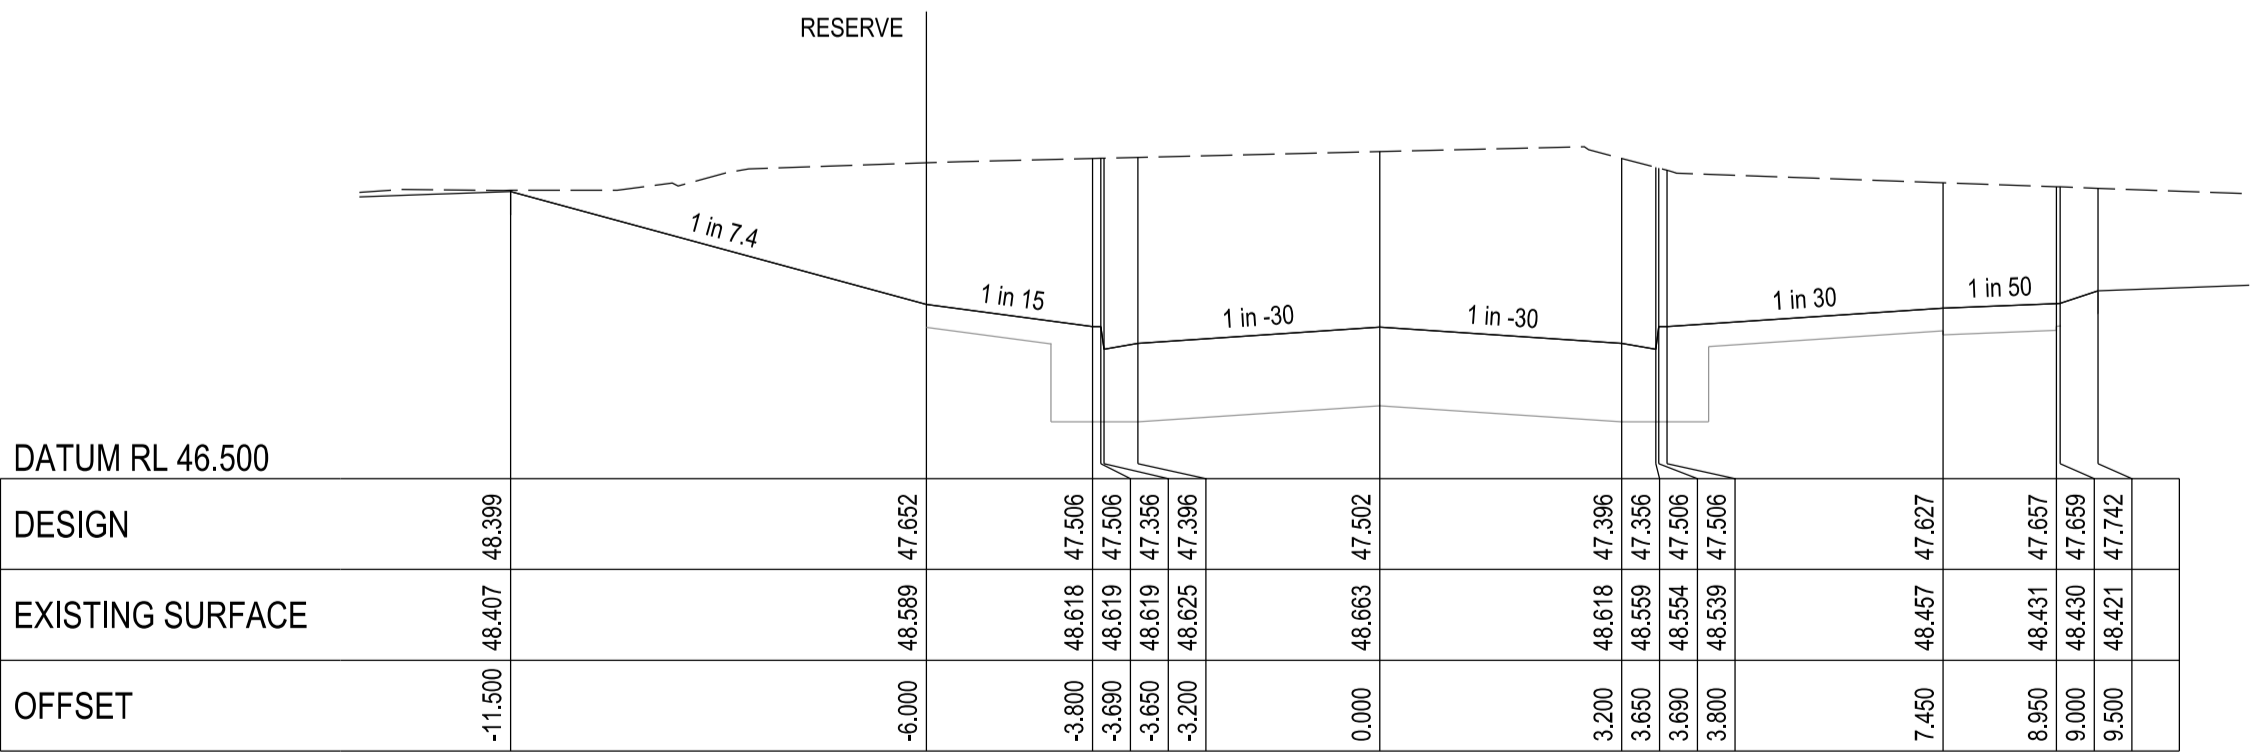 RESERVE
1 in 7.4
1 in 15
1 in -30
1 in -30
1 in 30
1 in 50
DATUM RL 46.500
DESIGN 48.399 47.652 47.506 47.506 47.356 47.396 47.502 47.396 47.356 47.506 47.506 47.627 47.657 47.659 47.742
EXISTING SURFACE 48.407 48.589 48.618 48.619 48.619 48.625 48.663 48.618 48.559 48.554 48.539 48.457 48.431 48.430 48.421
OFFSET -11.500 -6.000 -3.800 -3.690 -3.650 -3.200 0.000 3.200 3.650 3.690 3.800 7.450 8.950 9.000 9.500